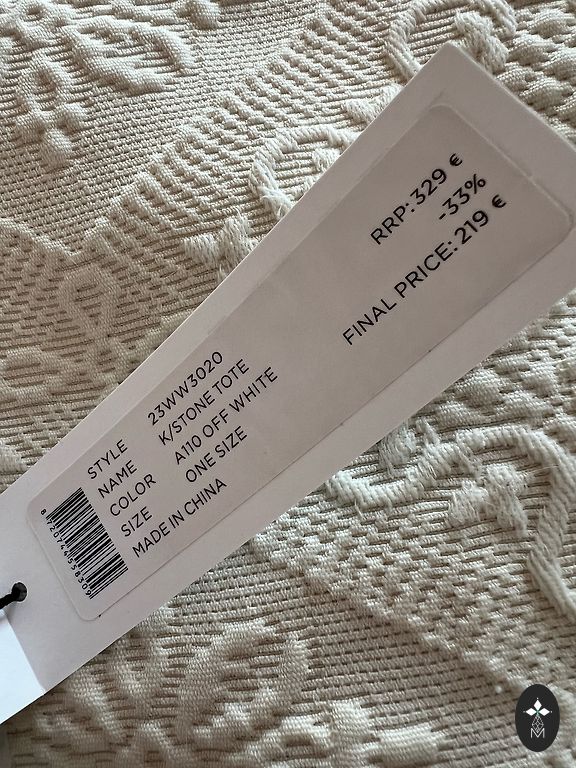 RRP: 329 €
-33%
FINAL PRICE: 219 €
STYLE 23WW3020
NAME K/STONE TOTE
COLOR A110 OFF WHITE
SIZE ONE SIZE
MADE IN CHINA
M